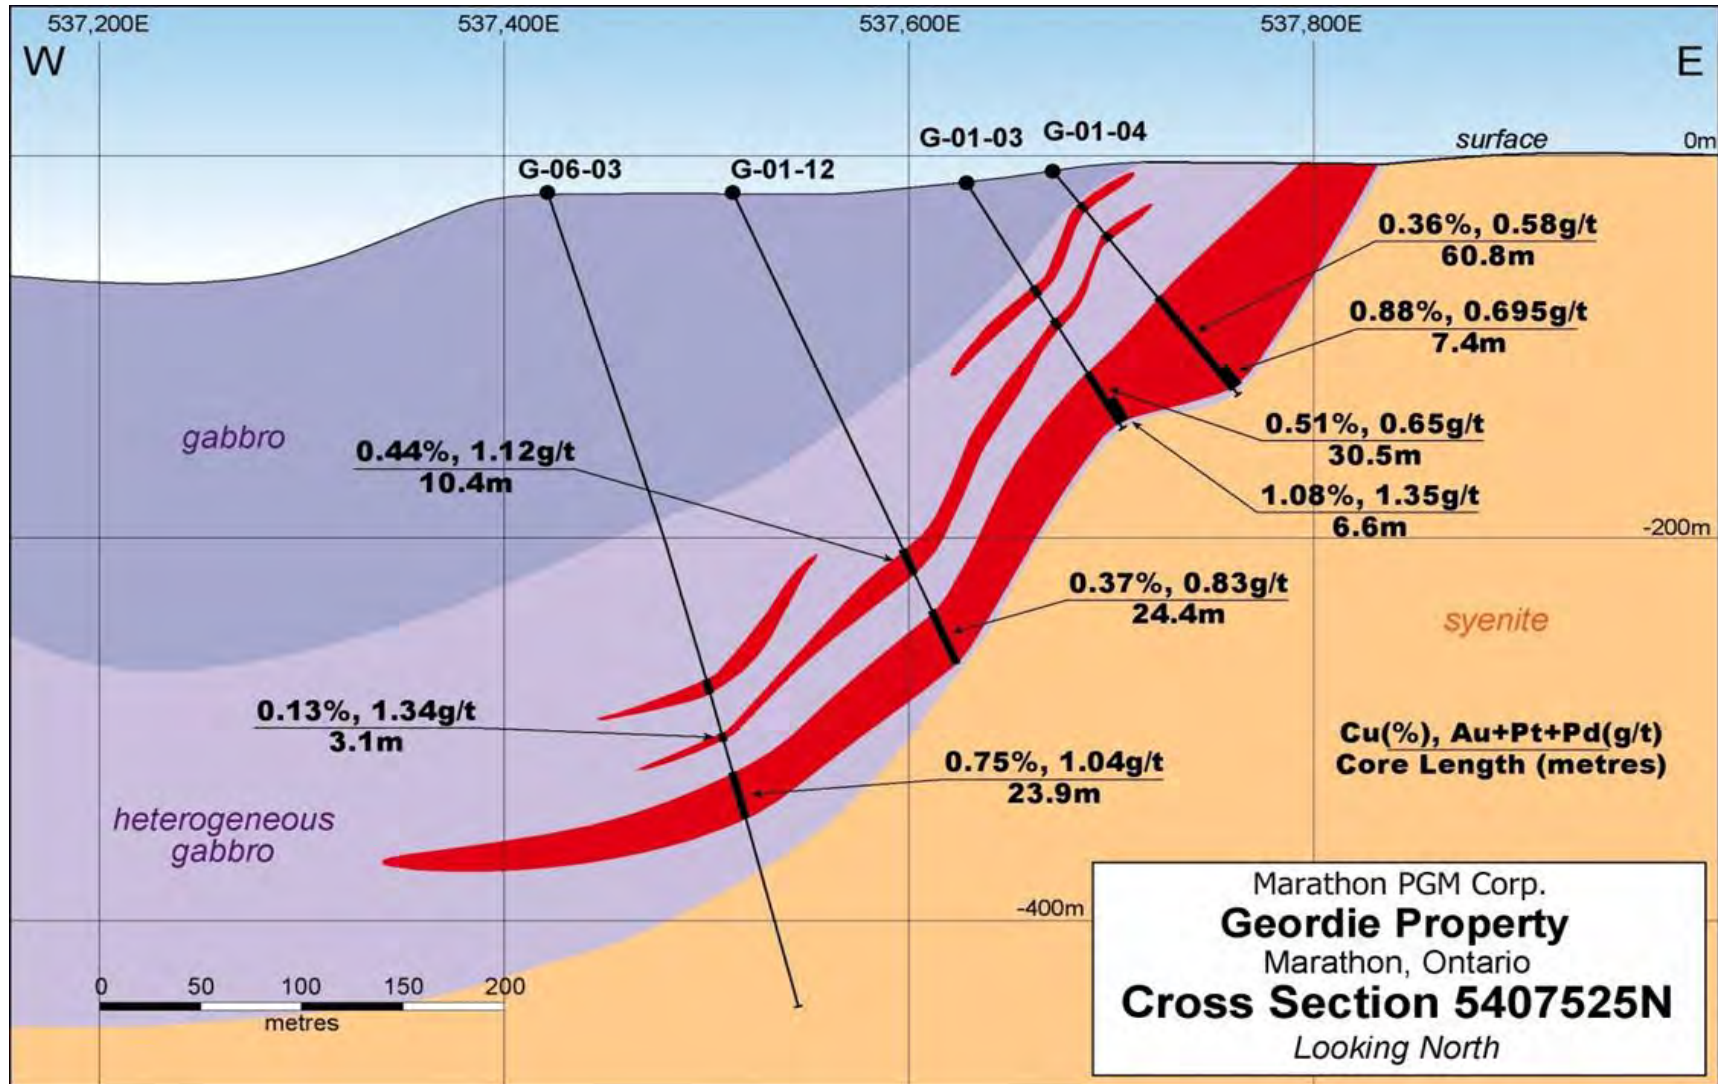 537,200E
537,400E
537,600E
537,800E
W
E
G-01-03
G-01-04
surface
0m
G-06-03
G-01-12
0.36%, 0.58g/t
60.8m
0.88%, 0.695g/t
7.4m
gabbro
0.44%, 1.12g/t
10.4m
0.51%, 0.65g/t
30.5m
1.08%, 1.35g/t
6.6m
-200m
0.37%, 0.83g/t
24.4m
syenite
0.13%, 1.34g/t
3.1m
Cu(%), Au+Pt+Pd(g/t)
Core Length (metres)
0.75%, 1.04g/t
23.9m
heterogeneous
gabbro
-400m
Marathon PGM Corp.
Geordie Property
Marathon, Ontario
Cross Section 5407525N
Looking North
0 50 100 150 200
metres